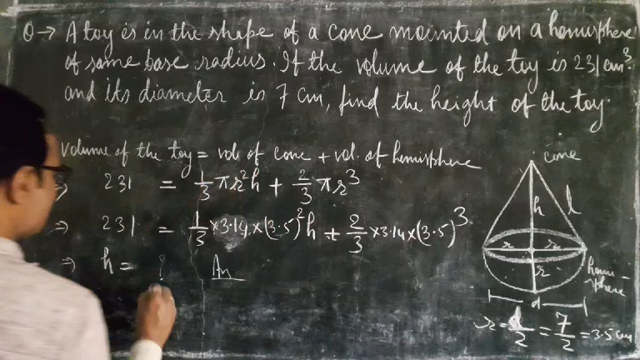 Q → A toy is in the shape of a cone mounted on a hemisphere
of same base radius. If the volume of the toy is 231 cm³.
and its diameter is 7 cm, find the height of the toy.
Volume of the toy = vol. of cone + vol. of hemisphere
⇒ 231 = 1/3 πr²h + 2/3 πr³
⇒ 231 = 1/3 × 3.14 × (3.5)² h + 2/3 × 3.14 × (3.5)³
⇒ h = ? An
cone
h
l
r
r
r
hemi-
sphere
d
r = d/2 = 7/2 = 3.5 cm